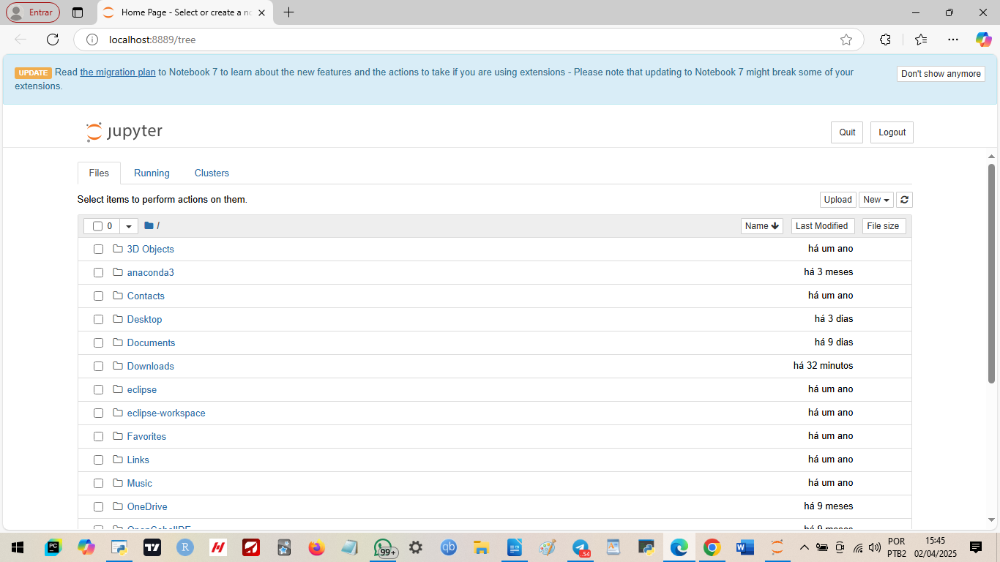 Entrar
Home Page - Select or create a no
localhost:8889/tree
UPDATE Read the migration plan to Notebook 7 to learn about the new features and the actions to take if you are using extensions - Please note that updating to Notebook 7 might break some of your
extensions.
Don't show anymore
jupyter
Quit Logout
Files Running Clusters
Select items to perform actions on them.
Upload New
0 / Name Last Modified File size
3D Objects há um ano
anaconda3 há 3 meses
Contacts há um ano
Desktop há 3 dias
Documents há 9 dias
Downloads há 32 minutos
eclipse há um ano
eclipse-workspace há um ano
Favorites há um ano
Links há um ano
Music há um ano
OneDrive há 9 meses
há 9 meses
PC
R
99+
qb
54
W
POR
PTB2
15:45
02/04/2025